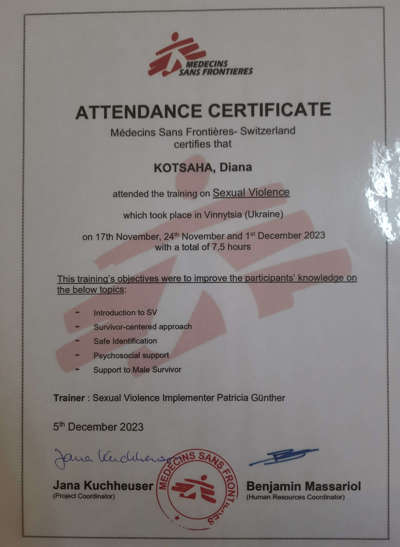 MEDECINS
SANS FRONTIERES
ATTENDANCE CERTIFICATE
Médecins Sans Frontières- Switzerland
certifies that
KOTSAHA, Diana
attended the training on Sexual Violence
which took place in Vinnytsia (Ukraine)
on 17th November, 24th November and 1st December 2023
with a total of 7,5 hours
This training's objectives were to improve the participants' knowledge on
the below topics:
- Introduction to SV
- Survivor-centered approach
- Safe Identification
- Psychosocial support
- Support to Male Survivor
Trainer : Sexual Violence Implementer Patricia Günther
5th December 2023
Jana Kuchheuser
MEDECINS SANS FRONTIERES
Jana Kuchheuser
(Project Coordinator)
Benjamin Massariol
(Human Resources Coordinator)